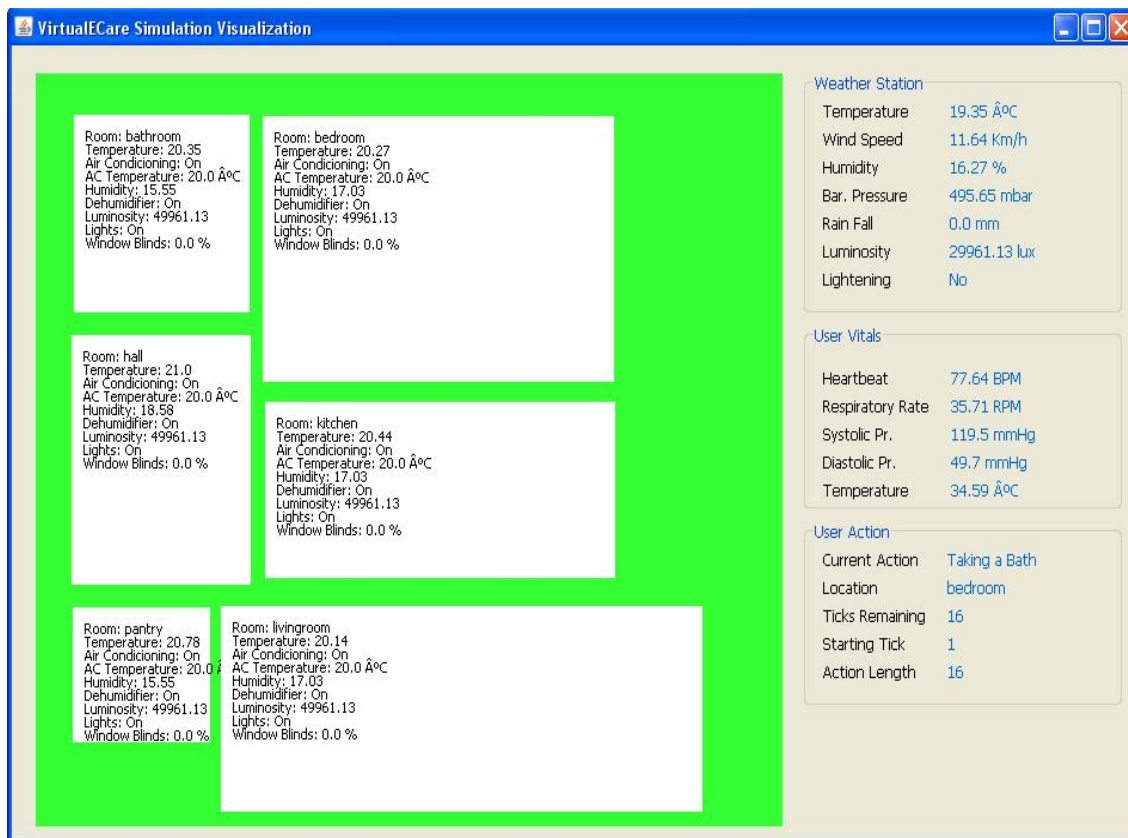 VirtualECare Simulation Visualization
Room: bathroom
Temperature: 20.35
Air Condicioning: On
AC Temperature: 20.0 ÂºC
Humidity: 15.55
Dehumidifier: On
Luminosity: 49961.13
Lights: On
Window Blinds: 0.0 %
Room: bedroom
Temperature: 20.27
Air Condicioning: On
AC Temperature: 20.0 ÂºC
Humidity: 17.03
Dehumidifier: On
Luminosity: 49961.13
Lights: On
Window Blinds: 0.0 %
Room: hall
Temperature: 21.0
Air Condicioning: On
AC Temperature: 20.0 ÂºC
Humidity: 18.58
Dehumidifier: On
Luminosity: 49961.13
Lights: On
Window Blinds: 0.0 %
Room: kitchen
Temperature: 20.44
Air Condicioning: On
AC Temperature: 20.0 ÂºC
Humidity: 17.03
Dehumidifier: On
Luminosity: 49961.13
Lights: On
Window Blinds: 0.0 %
Room: pantry
Temperature: 20.78
Air Condicioning: On
AC Temperature: 20.0
Humidity: 15.55
Dehumidifier: On
Luminosity: 49961.13
Lights: On
Window Blinds: 0.0 %
Room: livingroom
Temperature: 20.14
Air Condicioning: On
AC Temperature: 20.0 ÂºC
Humidity: 17.03
Dehumidifier: On
Luminosity: 49961.13
Lights: On
Window Blinds: 0.0 %
Weather Station
Temperature 19.35 ÂºC
Wind Speed 11.64 Km/h
Humidity 16.27 %
Bar. Pressure 495.65 mbar
Rain Fall 0.0 mm
Luminosity 29961.13 lux
Lightening No
User Vitals
Heartbeat 77.64 BPM
Respiratory Rate 35.71 RPM
Systolic Pr. 119.5 mmHg
Diastolic Pr. 49.7 mmHg
Temperature 34.59 ÂºC
User Action
Current Action Taking a Bath
Location bedroom
Ticks Remaining 16
Starting Tick 1
Action Length 16